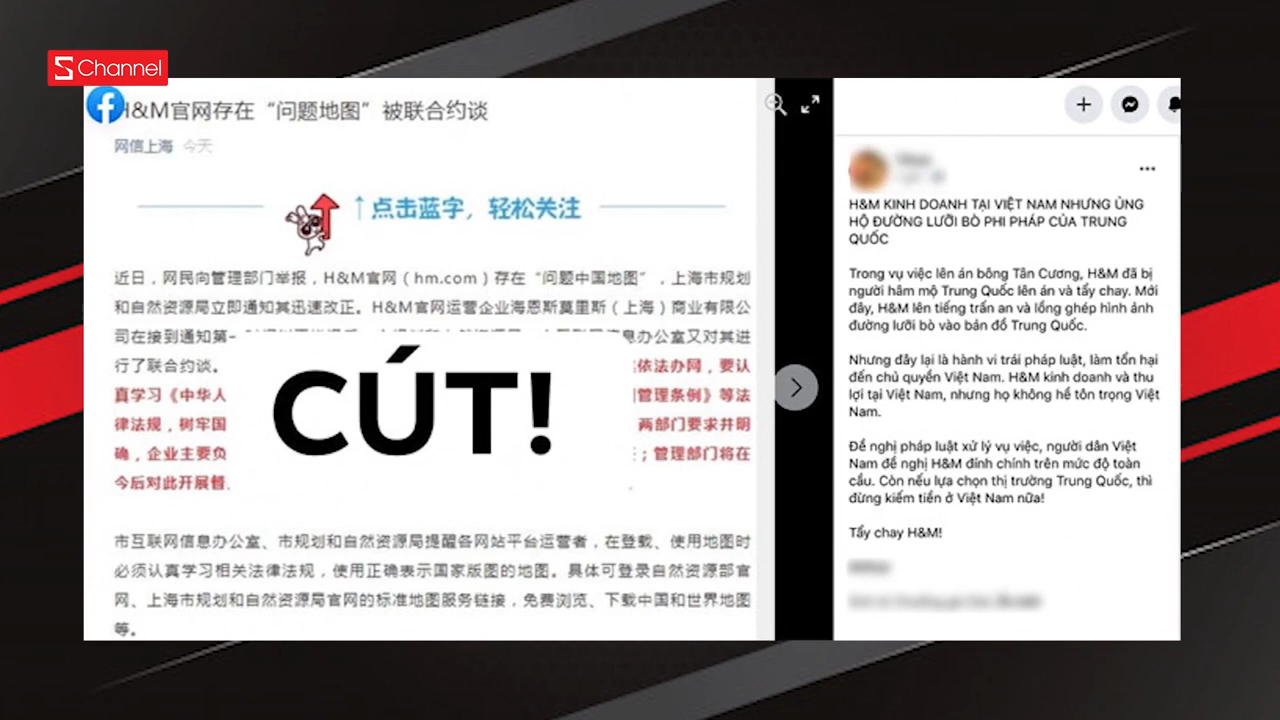 S Channel
H&M官网存在“问题地图”被联合约谈
网信上海 今天
↑点击蓝字，轻松关注
近日，网民向管理部门举报，H&M官网（hm.com）存在“问题中国地图”，上海市规划
和自然资源局立即通知其迅速改正。H&M官网运营企业海恩斯莫里斯（上海）商业有限公
司在接到通知第一
息办公室又对其进
行了联合约谈。
依法办网，要认
真学习《中华人
管理条例》等法
律法规，树牢国
两部门要求并明
确，企业主要负
；管理部门将在
今后对此开展督
CÚT!
市互联网信息办公室、市规划和自然资源局提醒各网站平台运营者，在登载、使用地图时
必须认真学习相关法律法规，使用正确表示国家版图的地图。具体可登录自然资源部官
网、上海市规划和自然资源局官网的标准地图服务链接，免费浏览、下载中国和世界地图
等。
H&M KINH DOANH TẠI VIỆT NAM NHƯNG ỦNG
HỘ ĐƯỜNG LƯỠI BÒ PHI PHÁP CỦA TRUNG
QUỐC
Trong vụ việc lên án bông Tân Cương, H&M đã bị
người hâm mộ Trung Quốc lên án và tẩy chay. Mới
đây, H&M lên tiếng trấn an và lồng ghép hình ảnh
đường lưỡi bò vào bản đồ Trung Quốc.
Nhưng đây lại là hành vi trái pháp luật, làm tổn hại
đến chủ quyền Việt Nam. H&M kinh doanh và thu
lợi tại Việt Nam, nhưng họ không hề tôn trọng Việt
Nam.
Đề nghị pháp luật xử lý vụ việc, người dân Việt
Nam đề nghị H&M đính chính trên mức độ toàn
cầu. Còn nếu lựa chọn thị trường Trung Quốc, thì
đừng kiếm tiền ở Việt Nam nữa!
Tẩy chay H&M!